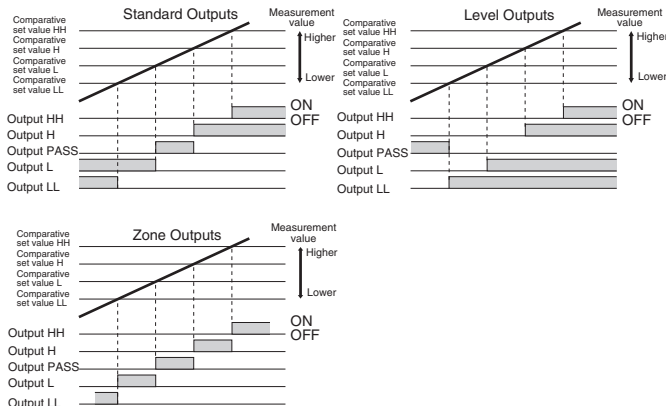 Standard Outputs
Measurement
value
Comparative
set value HH
Comparative
set value H
Comparative
set value L
Comparative
set value LL
Higher
Lower
ON
OFF
Output HH
Output H
Output PASS
Output L
Output LL
Level Outputs
Measurement
value
Comparative
set value HH
Comparative
set value H
Comparative
set value L
Comparative
set value LL
Higher
Lower
ON
OFF
Output HH
Output H
Output PASS
Output L
Output LL
Zone Outputs
Measurement
value
Comparative
set value HH
Comparative
set value H
Comparative
set value L
Comparative
set value LL
Higher
Lower
ON
OFF
Output HH
Output H
Output PASS
Output L
Output LL